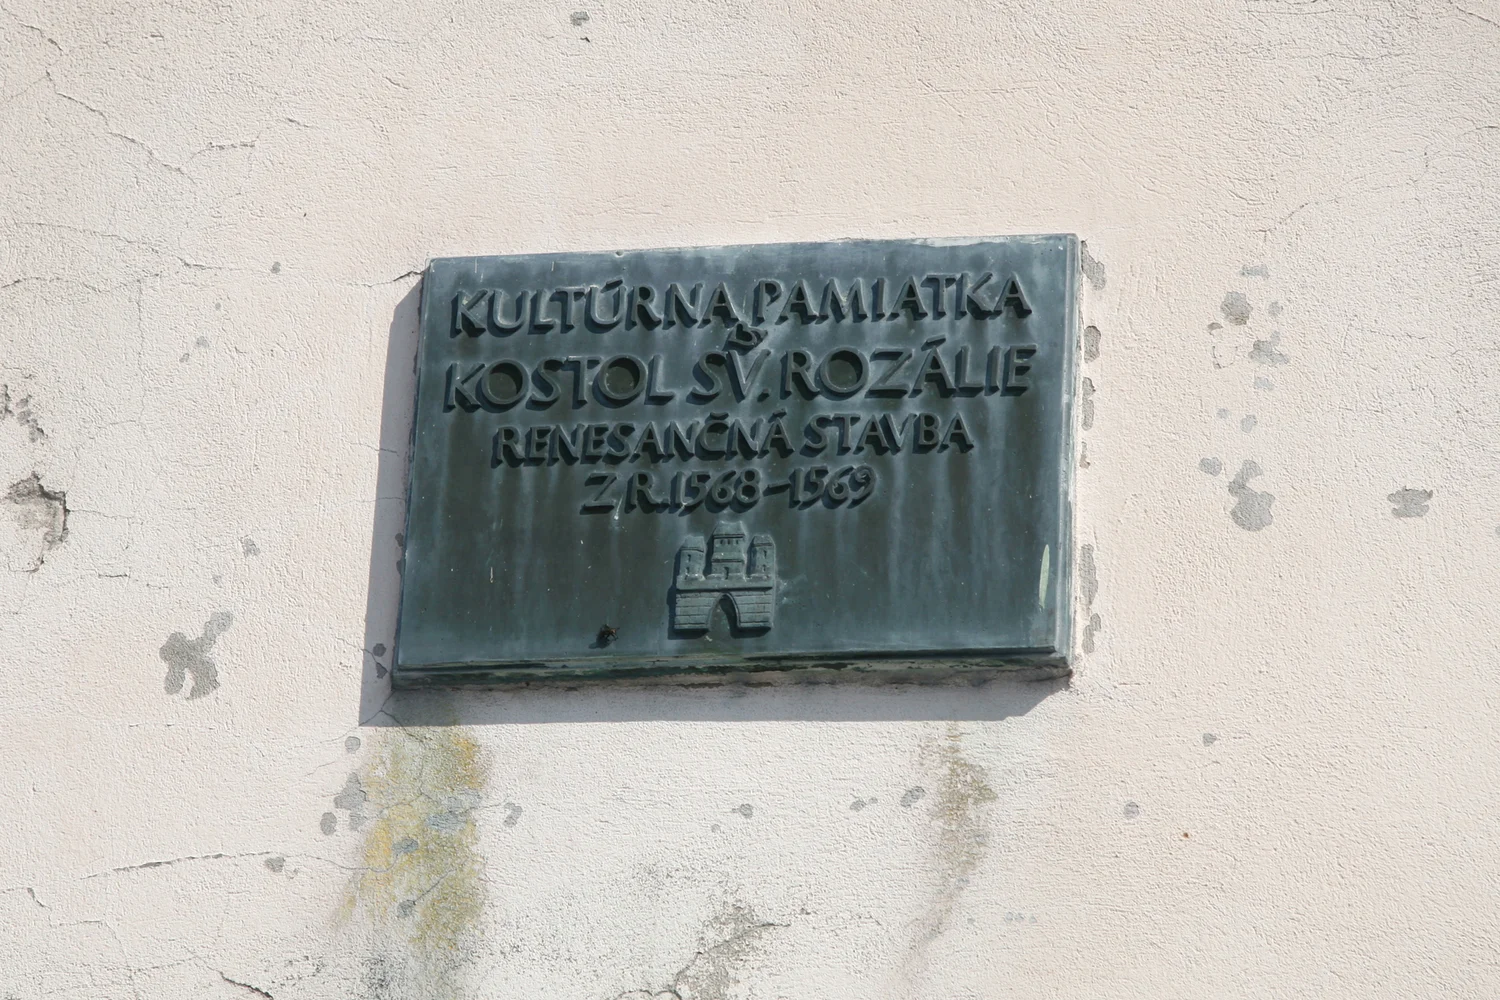 KULTÚRNA PAMIATKA
KOSTOL SV. ROZÁLIE
RENESANČNÁ STAVBA
Z R. 1568-1569